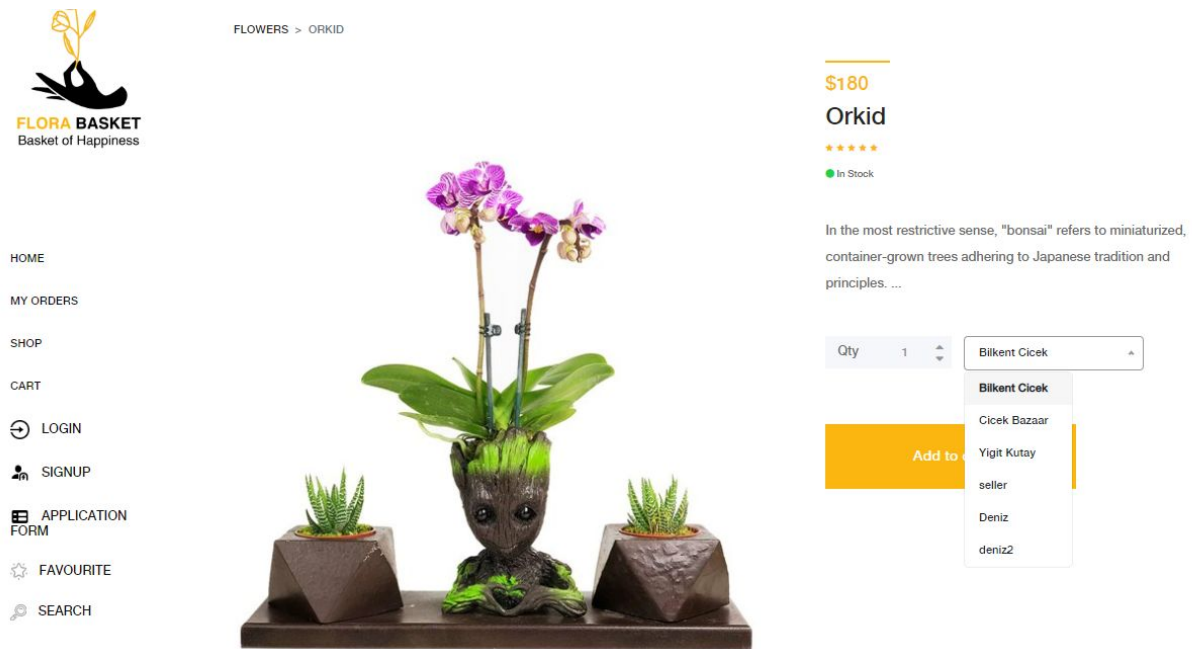 FLORA BASKET
Basket of Happiness
HOME
MY ORDERS
SHOP
CART
LOGIN
SIGNUP
APPLICATION
FORM
FAVOURITE
SEARCH
FLOWERS > ORKID
$180
Orkid
In Stock
In the most restrictive sense, "bonsai" refers to miniaturized,
container-grown trees adhering to Japanese tradition and
principles. ...
Qty 1
Bilkent Cicek
Bilkent Cicek
Cicek Bazaar
Yigit Kutay
seller
Deniz
deniz2
Add to